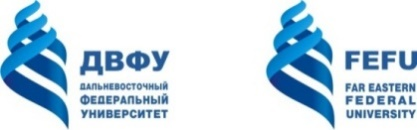 ДВФУ
ДАЛЬНЕВОСТОЧНЫЙ
ФЕДЕРАЛЬНЫЙ
УНИВЕРСИТЕТ
FEFU
FAR EASTERN
FEDERAL
UNIVERSITY